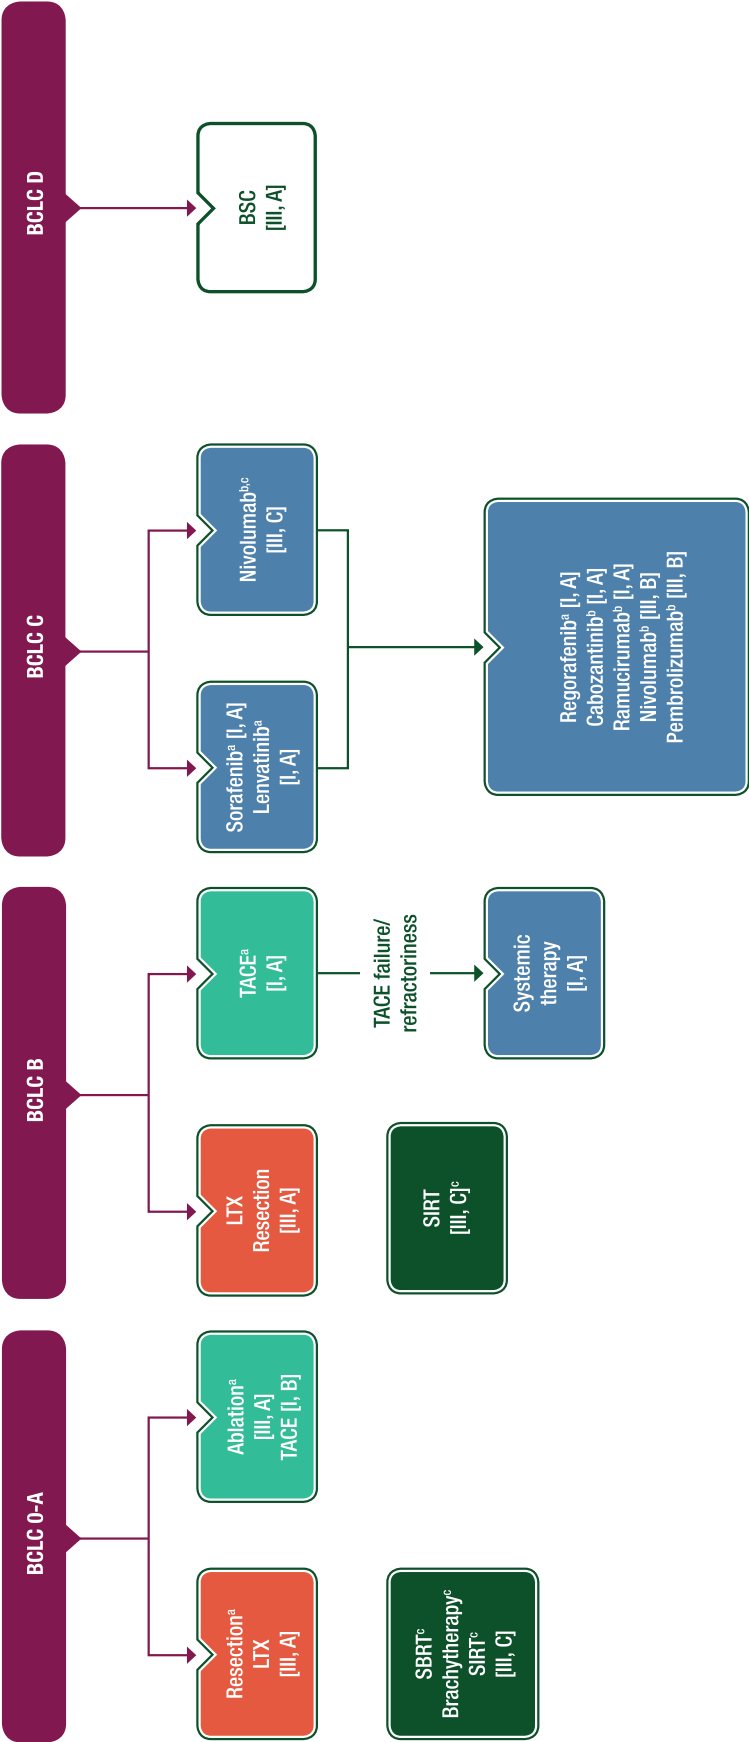 BCLC 0-A
Resectionᵃ
LTX
[III, A]
Ablationᵃ
[III, A]
TACE [I, B]
SBRTᶜ
Brachytherapyᶜ
SIRTᶜ
[III, C]
BCLC B
LTX
Resection
[III, A]
TACEᵃ
[I, A]
SIRT
[III, C]ᶜ
TACE failure/
refractoriness
Systemic
therapy
[I, A]
BCLC C
Sorafenibᵃ [I, A]
Lenvatinibᵃ
[I, A]
Nivolumabᵇ,ᶜ
[III, C]
Regorafenibᵃ [I, A]
Cabozantinibᵇ [I, A]
Ramucirumabᵇ [I, A]
Nivolumabᵇ [III, B]
Pembrolizumabᵇ [III, B]
BCLC D
BSC
[III, A]